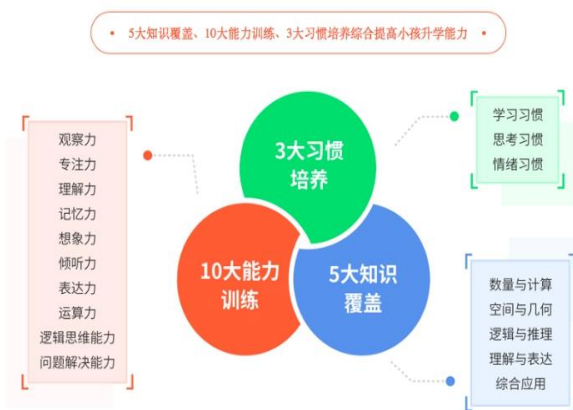 • 5大知识覆盖、10大能力训练、3大习惯培养综合提高小孩升学能力 •
3大习惯
培养
学习习惯
思考习惯
情绪习惯
观察力
专注力
理解力
记忆力
想象力
倾听力
表达力
运算力
逻辑思维能力
问题解决能力
10大能力
训练
5大知识
覆盖
数量与计算
空间与几何
逻辑与推理
理解与表达
综合应用